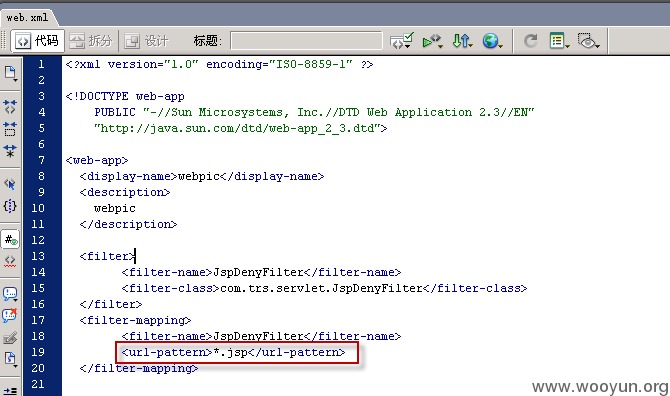 web.xml
代码 拆分 设计 标题:
1 <?xml version="1.0" encoding="ISO-8859-1" ?>
2
3 <!DOCTYPE web-app
4 PUBLIC "-//Sun Microsystems, Inc.//DTD Web Application 2.3//EN"
5 "http://java.sun.com/dtd/web-app_2_3.dtd">
6
7 <web-app>
8 <display-name>webpic</display-name>
9 <description>
10 webpic
11 </description>
12
13 <filter>
14 <filter-name>JspDenyFilter</filter-name>
15 <filter-class>com.trs.servlet.JspDenyFilter</filter-class>
16 </filter>
17 <filter-mapping>
18 <filter-name>JspDenyFilter</filter-name>
19 <url-pattern>*.jsp</url-pattern>
20 </filter-mapping>
21
www.wooyun.org